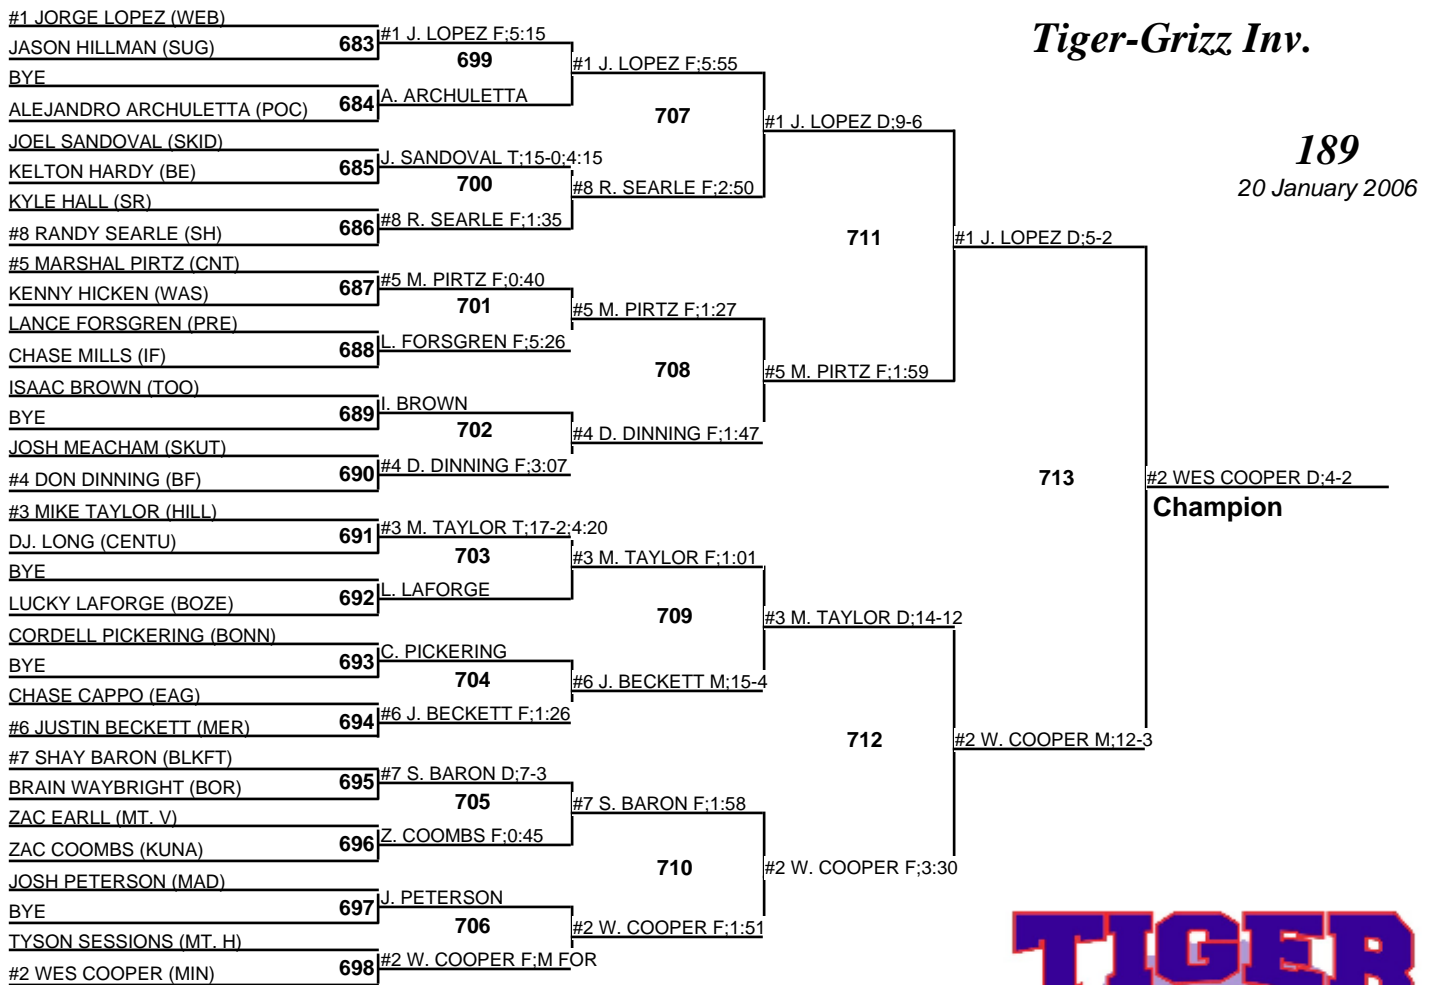 Tiger-Grizz Inv.
189
20 January 2006
#1 JORGE LOPEZ (WEB)
JASON HILLMAN (SUG)
BYE
ALEJANDRO ARCHULETTA (POC)
JOEL SANDOVAL (SKID)
KELTON HARDY (BE)
KYLE HALL (SR)
#8 RANDY SEARLE (SH)
#5 MARSHAL PIRTZ (CNT)
KENNY HICKEN (WAS)
LANCE FORSGREN (PRE)
CHASE MILLS (IF)
ISAAC BROWN (TOO)
BYE
JOSH MEACHAM (SKUT)
#4 DON DINNING (BF)
#3 MIKE TAYLOR (HILL)
DJ. LONG (CENTU)
BYE
LUCKY LAFORGE (BOZE)
CORDELL PICKERING (BONN)
BYE
CHASE CAPPO (EAG)
#6 JUSTIN BECKETT (MER)
#7 SHAY BARON (BLKFT)
BRAIN WAYBRIGHT (BOR)
ZAC EARLL (MT. V)
ZAC COOMBS (KUNA)
JOSH PETERSON (MAD)
BYE
TYSON SESSIONS (MT. H)
#2 WES COOPER (MIN)
683
684
685
686
687
688
689
690
691
692
693
694
695
696
697
698
#1 J. LOPEZ F;5:15
A. ARCHULETTA
J. SANDOVAL T;15-0;4:15
#8 R. SEARLE F;1:35
#5 M. PIRTZ F;0:40
L. FORSGREN F;5:26
I. BROWN
#4 D. DINNING F;3:07
#3 M. TAYLOR T;17-2;4:20
L. LAFORGE
C. PICKERING
#6 J. BECKETT F;1:26
#7 S. BARON D;7-3
Z. COOMBS F;0:45
J. PETERSON
#2 W. COOPER F;M FOR
699
700
701
702
703
704
705
706
#1 J. LOPEZ F;5:55
#8 R. SEARLE F;2:50
#5 M. PIRTZ F;1:27
#4 D. DINNING F;1:47
#3 M. TAYLOR F;1:01
#6 J. BECKETT M;15-4
#7 S. BARON F;1:58
#2 W. COOPER F;1:51
707
708
709
710
#1 J. LOPEZ D;9-6
#5 M. PIRTZ F;1:59
#3 M. TAYLOR D;14-12
#2 W. COOPER F;3:30
711
712
#1 J. LOPEZ D;5-2
#2 W. COOPER M;12-3
713
#2 WES COOPER D;4-2
Champion
TIGER